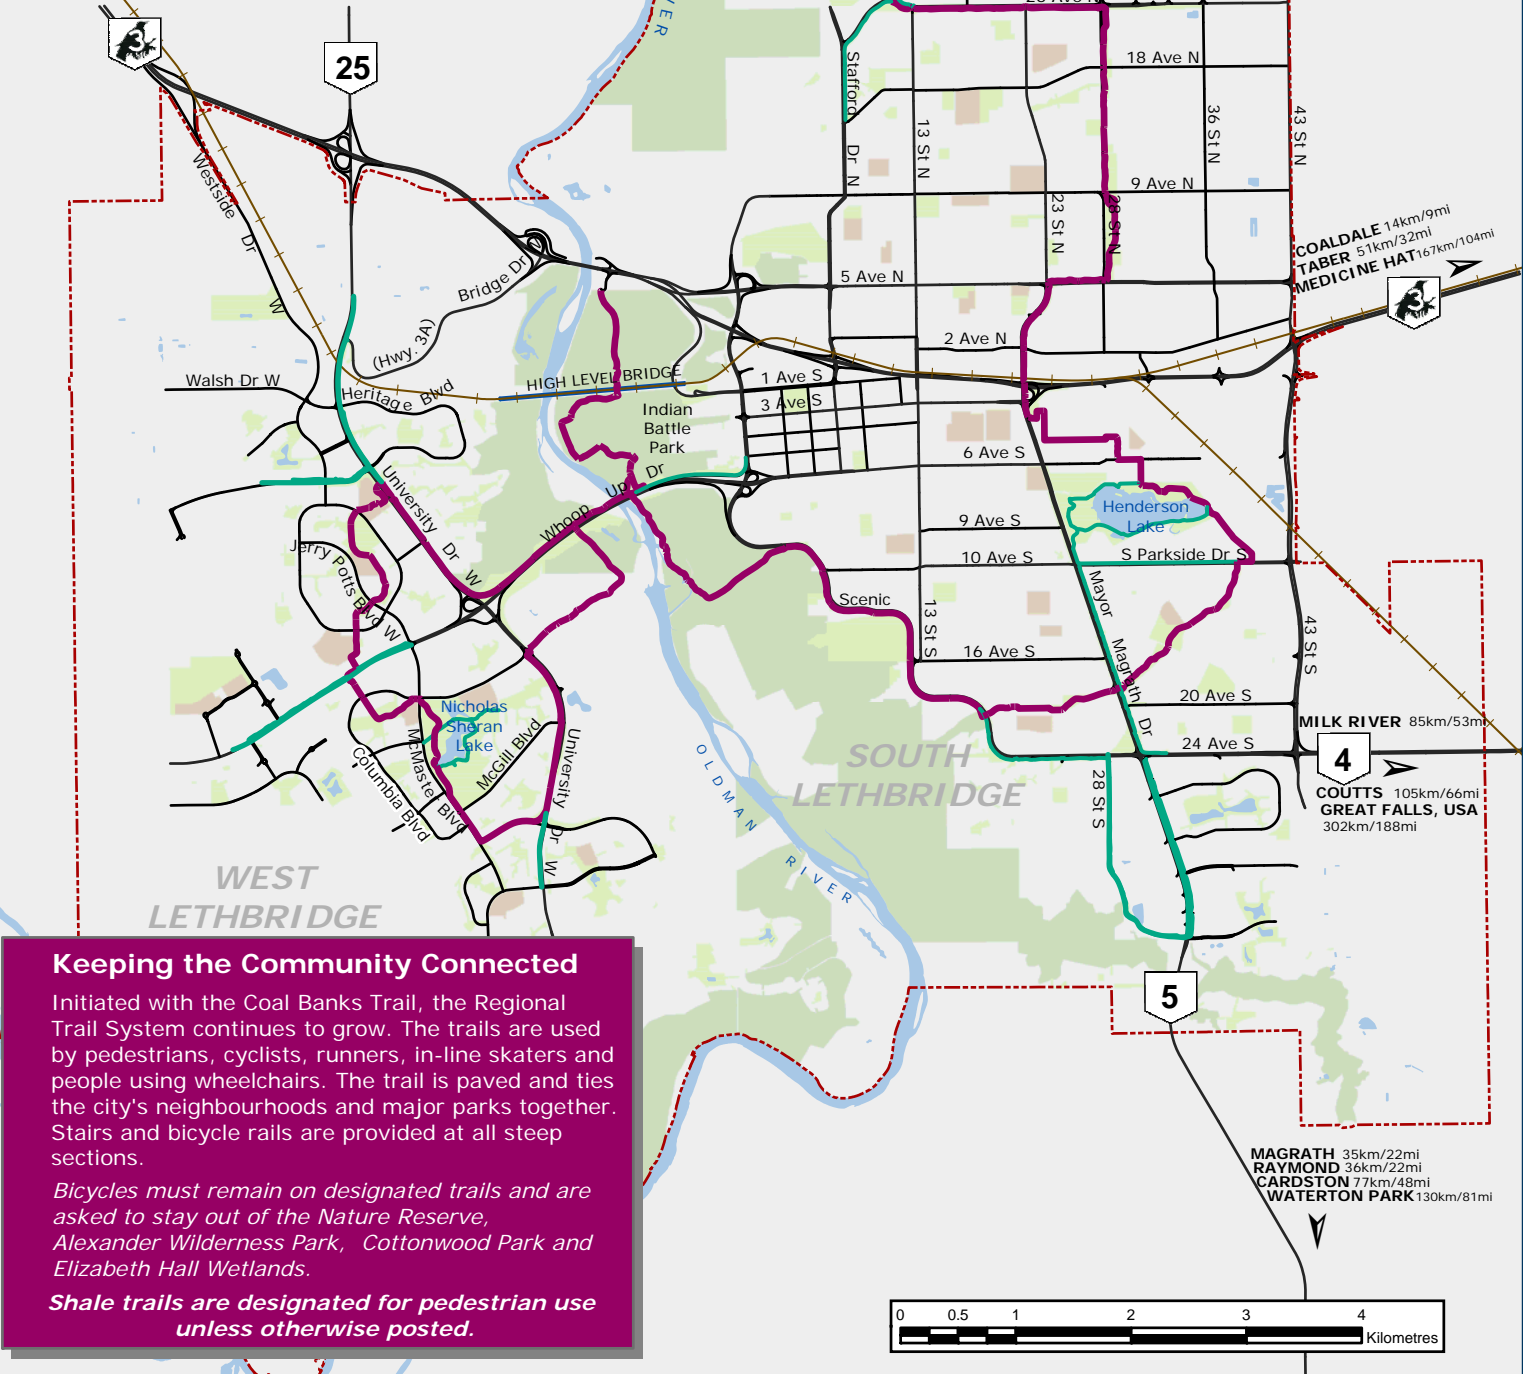 VER
3
25
Stafford
Dr N
13 St N
18 Ave N
36 St N
43 St N
Westside
Dr
W
9 Ave N
23 St N
28 St N
COALDALE 14km/9mi
TABER 51km/32mi
MEDICINE HAT 167km/104mi
3
Bridge Dr W
(Hwy. 3A)
5 Ave N
2 Ave N
Walsh Dr W
Heritage Blvd
HIGH LEVEL BRIDGE
1 Ave S
3 Ave S
Indian
Battle
Park
6 Ave S
University
Dr
W
Whoop
Up
Dr
Henderson
Lake
9 Ave S
10 Ave S
S Parkside Dr S
Jerry Potts Blvd W
Scenic
13 St S
Mayor
Magrath
Dr
43 St S
16 Ave S
20 Ave S
24 Ave S
Nicholas
Sheran
Lake
McGill Blvd
McMaster Blvd
Columbia Blvd
University
Dr
W
OLDMAN
RIVER
SOUTH
LETHBRIDGE
28 St S
MILK RIVER 85km/53mi
4
COUTTS 105km/66mi
GREAT FALLS, USA
302km/188mi
WEST
LETHBRIDGE
5
Keeping the Community Connected
Initiated with the Coal Banks Trail, the Regional
Trail System continues to grow. The trails are used
by pedestrians, cyclists, runners, in-line skaters and
people using wheelchairs. The trail is paved and ties
the city's neighbourhoods and major parks together.
Stairs and bicycle rails are provided at all steep
sections.
Bicycles must remain on designated trails and are
asked to stay out of the Nature Reserve,
Alexander Wilderness Park, Cottonwood Park and
Elizabeth Hall Wetlands.
Shale trails are designated for pedestrian use
unless otherwise posted.
MAGRATH 35km/22mi
RAYMOND 36km/22mi
CARDSTON 77km/48mi
WATERTON PARK 130km/81mi
0 0.5 1 2 3 4
Kilometres